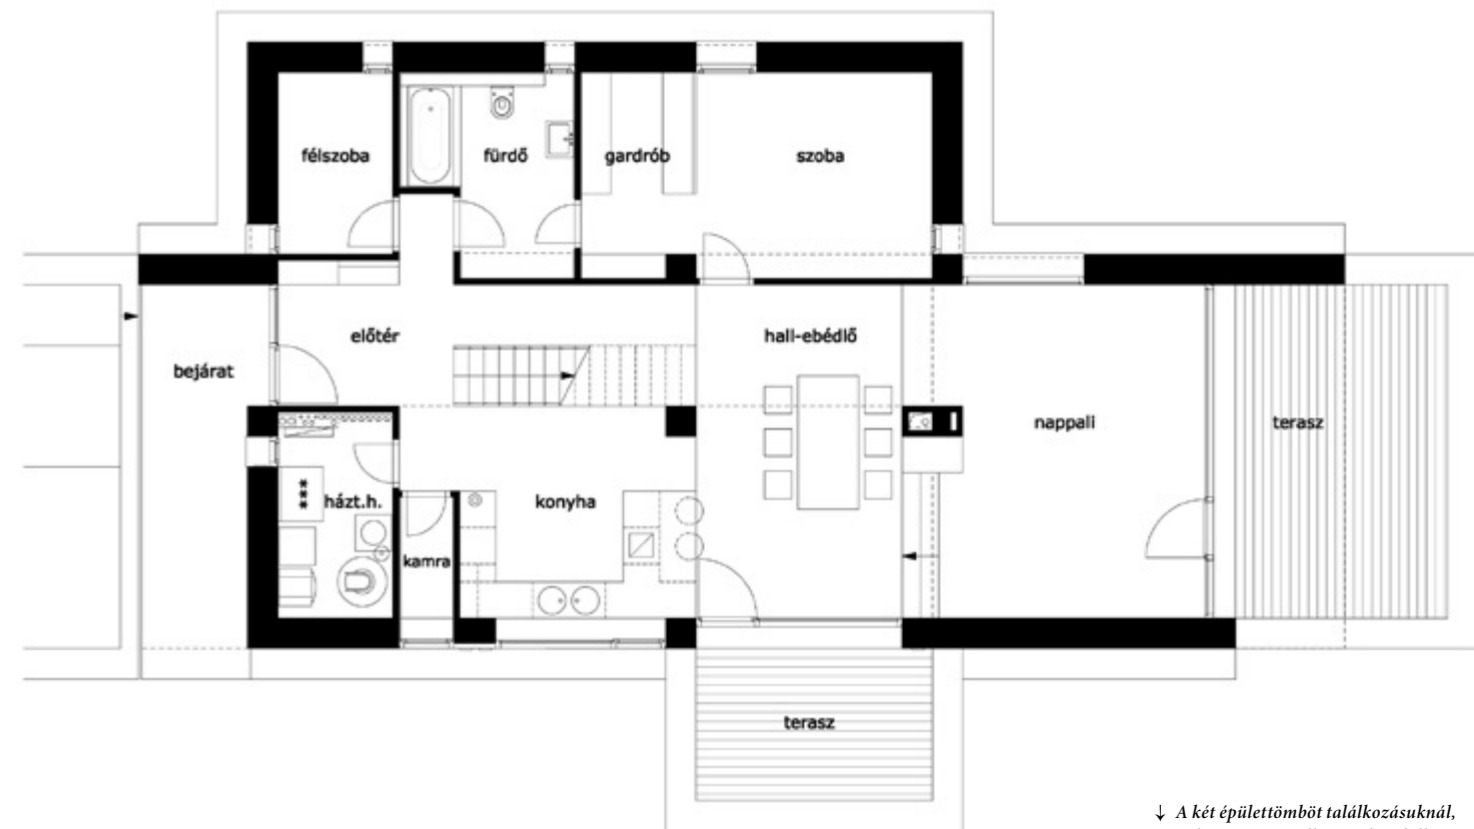 félszoba
fürdő
gardrób
szoba
előtér
hall-ebédlő
bejárat
nappali
terasz
házt.h.
konyha
kamra
terasz
↓ A két épülettömböt találkozásuknál,